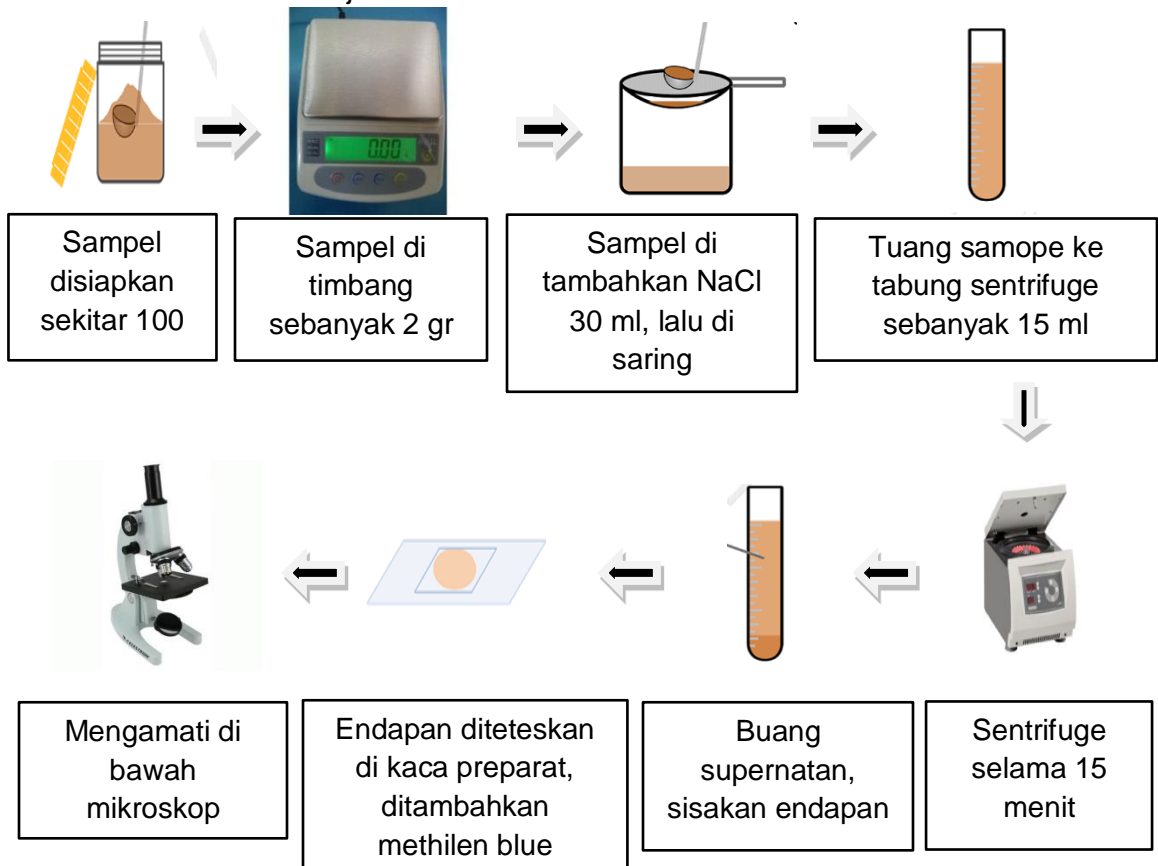 Sampel
disiapkan
sekitar 100
Sampel di
timbang
sebanyak 2 gr
Sampel di
tambahkan NaCl
30 ml, lalu di
saring
Tuang samope ke
tabung sentrifuge
sebanyak 15 ml
0.00
Mengamati di
bawah
mikroskop
Endapan diteteskan
di kaca preparat,
ditambahkan
methilen blue
Buang
supernatan,
sisakan endapan
Sentrifuge
selama 15
menit